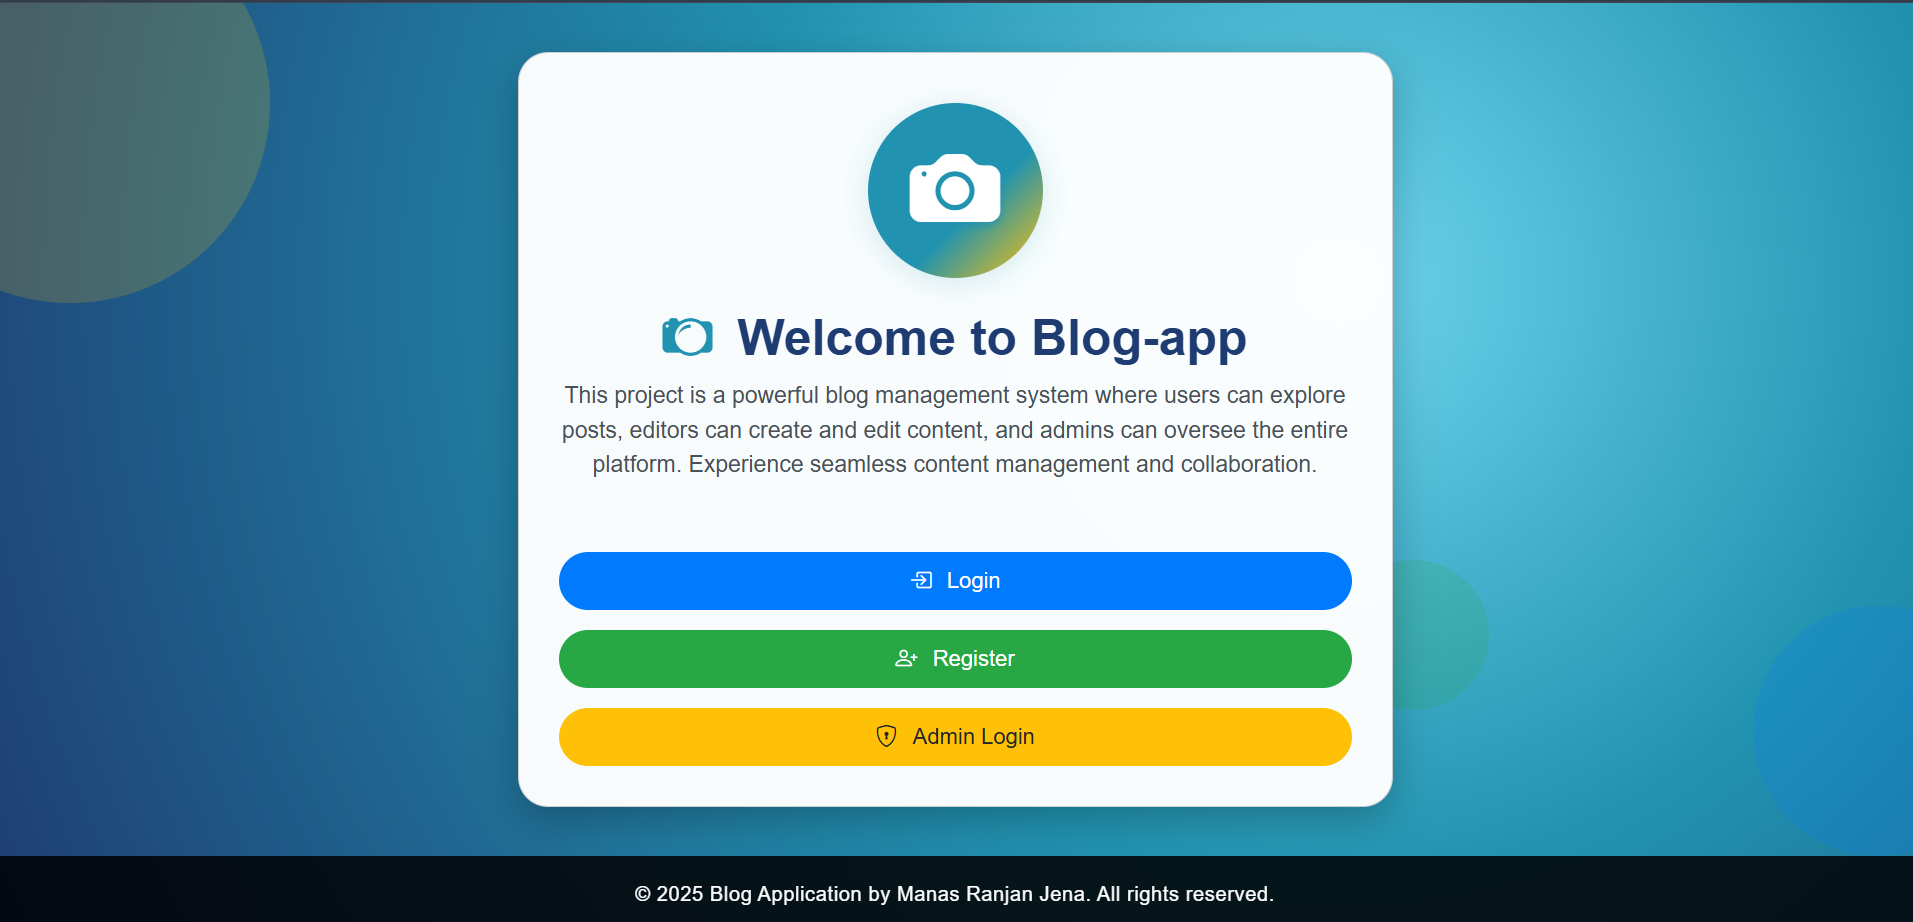 Welcome to Blog-app
This project is a powerful blog management system where users can explore
posts, editors can create and edit content, and admins can oversee the entire
platform. Experience seamless content management and collaboration.
Login
Register
Admin Login
© 2025 Blog Application by Manas Ranjan Jena. All rights reserved.